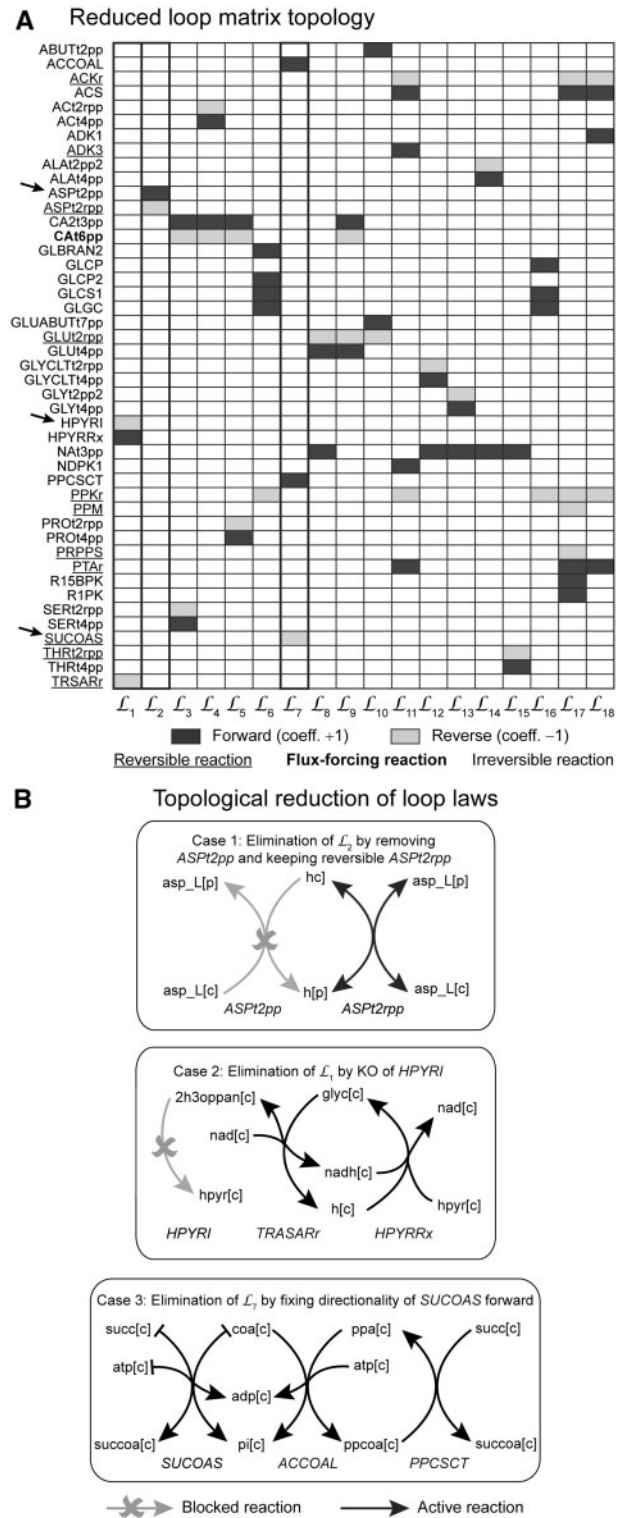 A Reduced loop matrix topology
ABUTt2pp
ACCOAL
ACKr
ACS
ACt2rpp
ACt4pp
ADK1
ADK3
ALAt2pp2
ALAt4pp
ASPt2pp
ASPt2rpp
CA2t3pp
CAt6pp
GLBRAN2
GLCP
GLCP2
GLCS1
GLGC
GLUABUTt7pp
GLUt2rpp
GLUt4pp
GLYCLTt2rpp
GLYCLTt4pp
GLYt2pp2
GLYt4pp
HPYRI
HPYRRx
NAt3pp
NDPK1
PPCSCT
PPKr
PPM
PROt2rpp
PROt4pp
PRPPS
PTAr
R15BPK
R1PK
SERt2rpp
SERt4pp
SUCOAS
THRt2rpp
THRt4pp
TRSARr
ℒ1 ℒ2 ℒ3 ℒ4 ℒ5 ℒ6 ℒ7 ℒ8 ℒ9 ℒ10 ℒ11 ℒ12 ℒ13 ℒ14 ℒ15 ℒ16 ℒ17 ℒ18
Forward (coeff. +1) Reverse (coeff. −1)
Reversible reaction Flux-forcing reaction Irreversible reaction
B Topological reduction of loop laws
Case 1: Elimination of ℒ2 by removing
ASPt2pp and keeping reversible ASPt2rpp
asp_L[p] hc] asp_L[p]
asp_L[c] h[p] asp_L[c]
ASPt2pp ASPt2rpp
Case 2: Elimination of ℒ1 by KO of HPYRI
2h3oppan[c] glyc[c] nad[c]
nad[c]
nadh[c]
hpyr[c] h[c] hpyr[c]
HPYRI TRASARr HPYRRx
Case 3: Elimination of ℒ7 by fixing directionality of SUCOAS forward
succ[c] coa[c] ppa[c] succ[c]
atp[c] atp[c]
adp[c]
succoa[c] pi[c] ppcoa[c] succoa[c]
SUCOAS ACCOAL PPCSCT
Blocked reaction Active reaction